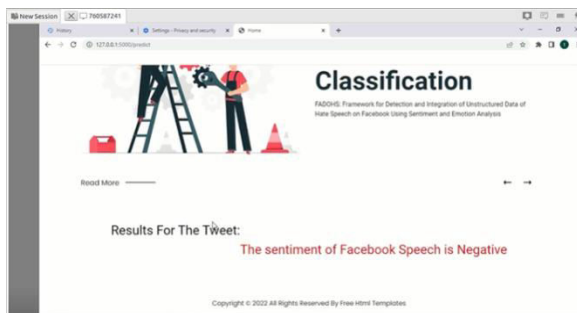 New Session
760587241
History
Settings - Privacy and security
Home
127.0.0.1:5000/predict
Classification
FADOHS: Framework for Detection and Integration of Unstructured Data of
Hate Speech on Facebook Using Sentiment and Emotion Analysis
Read More
Results For The Tweet:
The sentiment of Facebook Speech is Negative
Copyright © 2022 All Rights Reserved By Free Html Templates